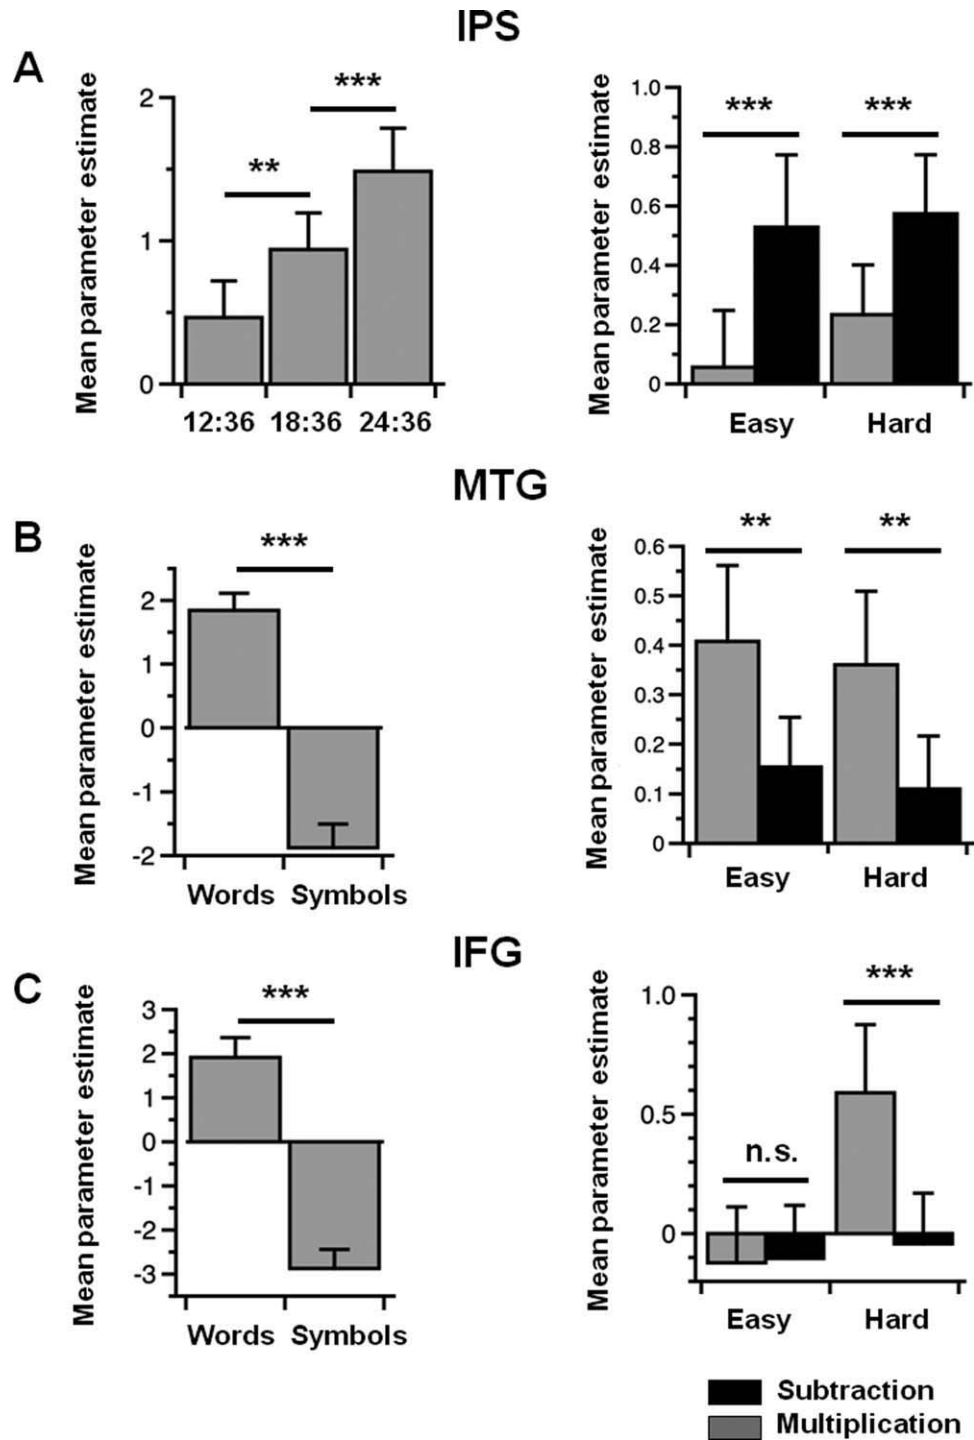 IPS
A
Mean parameter estimate
2
1
0
**
***
12:36 18:36 24:36
Mean parameter estimate
1.0
0.8
0.6
0.4
0.2
0
***
***
Easy Hard
MTG
B
Mean parameter estimate
2
1
0
-1
-2
***
Words Symbols
Mean parameter estimate
0.6
0.5
0.4
0.3
0.2
0.1
0
**
**
Easy Hard
IFG
C
Mean parameter estimate
3
2
1
0
-1
-2
-3
***
Words Symbols
Mean parameter estimate
1.0
0.5
0
n.s.
***
Easy Hard
Subtraction
Multiplication